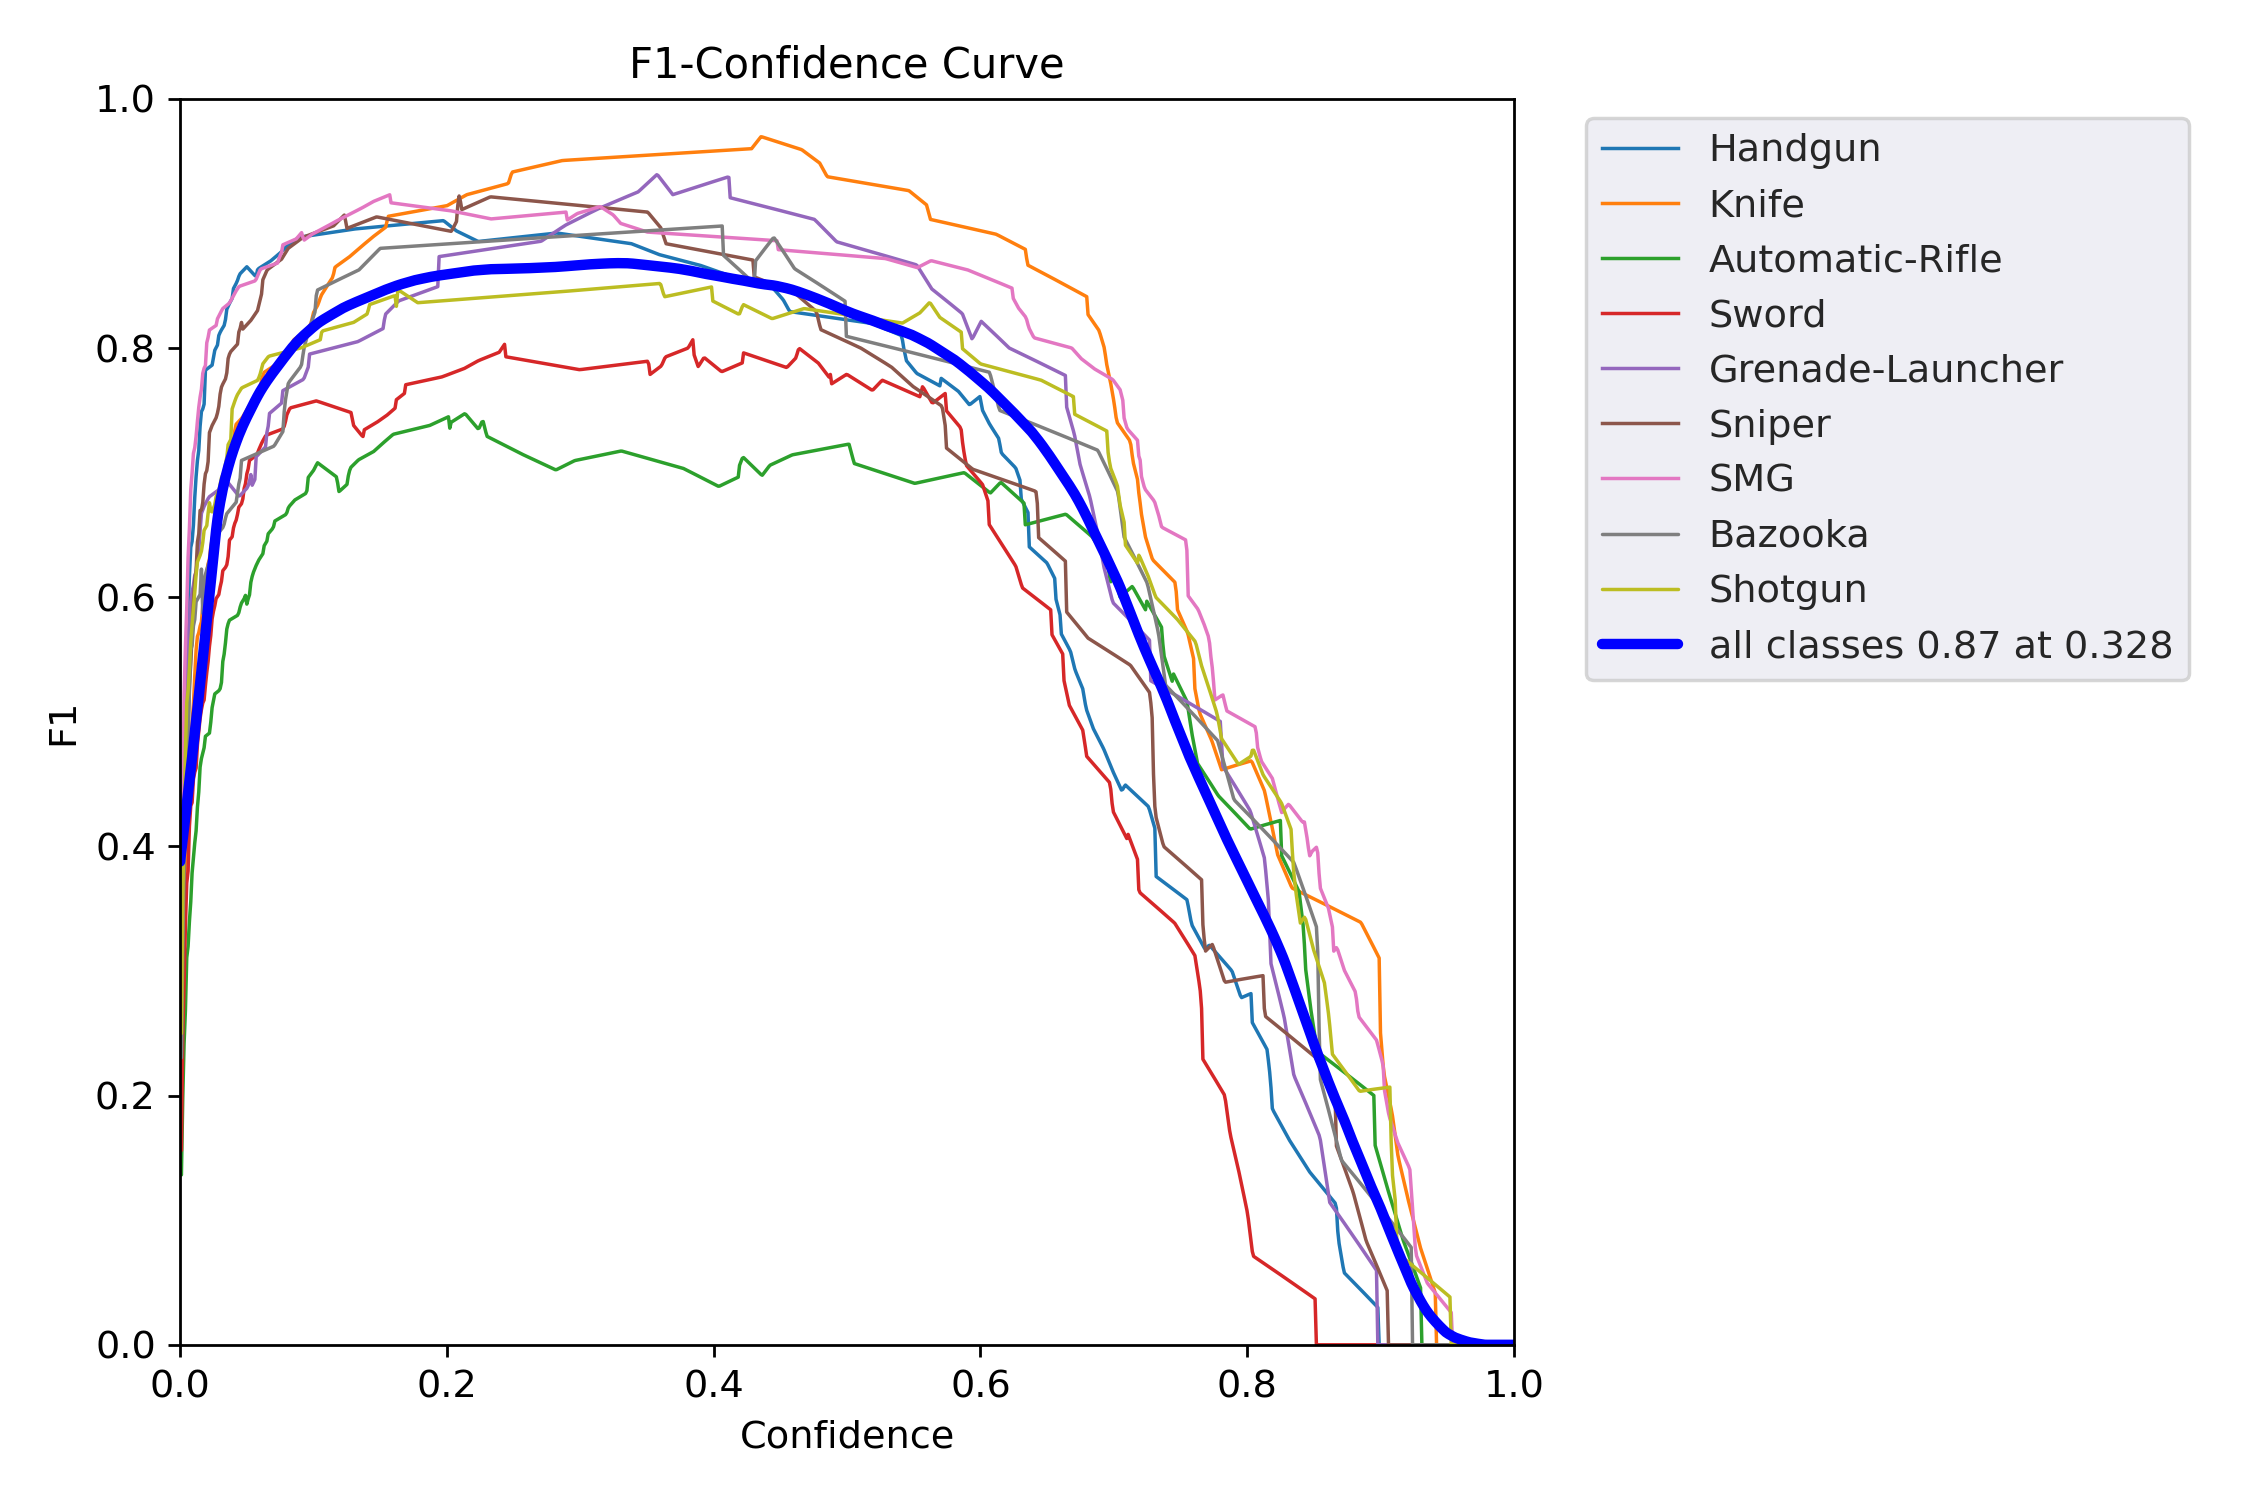 F1-Confidence Curve
1.0
0.8
0.6
0.4
0.2
0.0
F1
0.0 0.2 0.4 0.6 0.8 1.0
Confidence
Handgun
Knife
Automatic-Rifle
Sword
Grenade-Launcher
Sniper
SMG
Bazooka
Shotgun
all classes 0.87 at 0.328